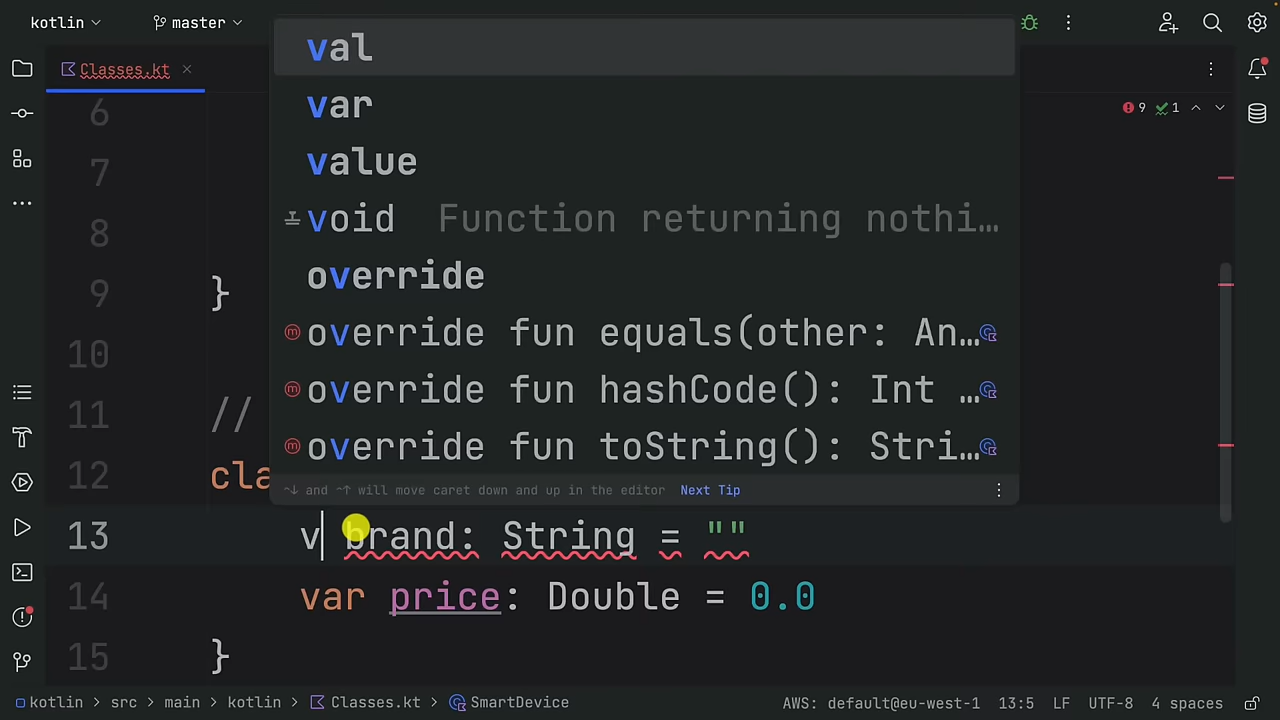 kotlin master
Classes.kt
val
var
value
void Function returning nothi…
override
override fun equals(other: An…
override fun hashCode(): Int …
override fun toString(): Stri…
^↓ and ^↑ will move caret down and up in the editor Next Tip
9 1
6
7
8
9 }
10
11 //
12 cla
13 v brand: String = ""
14 var price: Double = 0.0
15 }
kotlin > src > main > kotlin > Classes.kt > SmartDevice AWS: default@eu-west-1 13:5 LF UTF-8 4 spaces